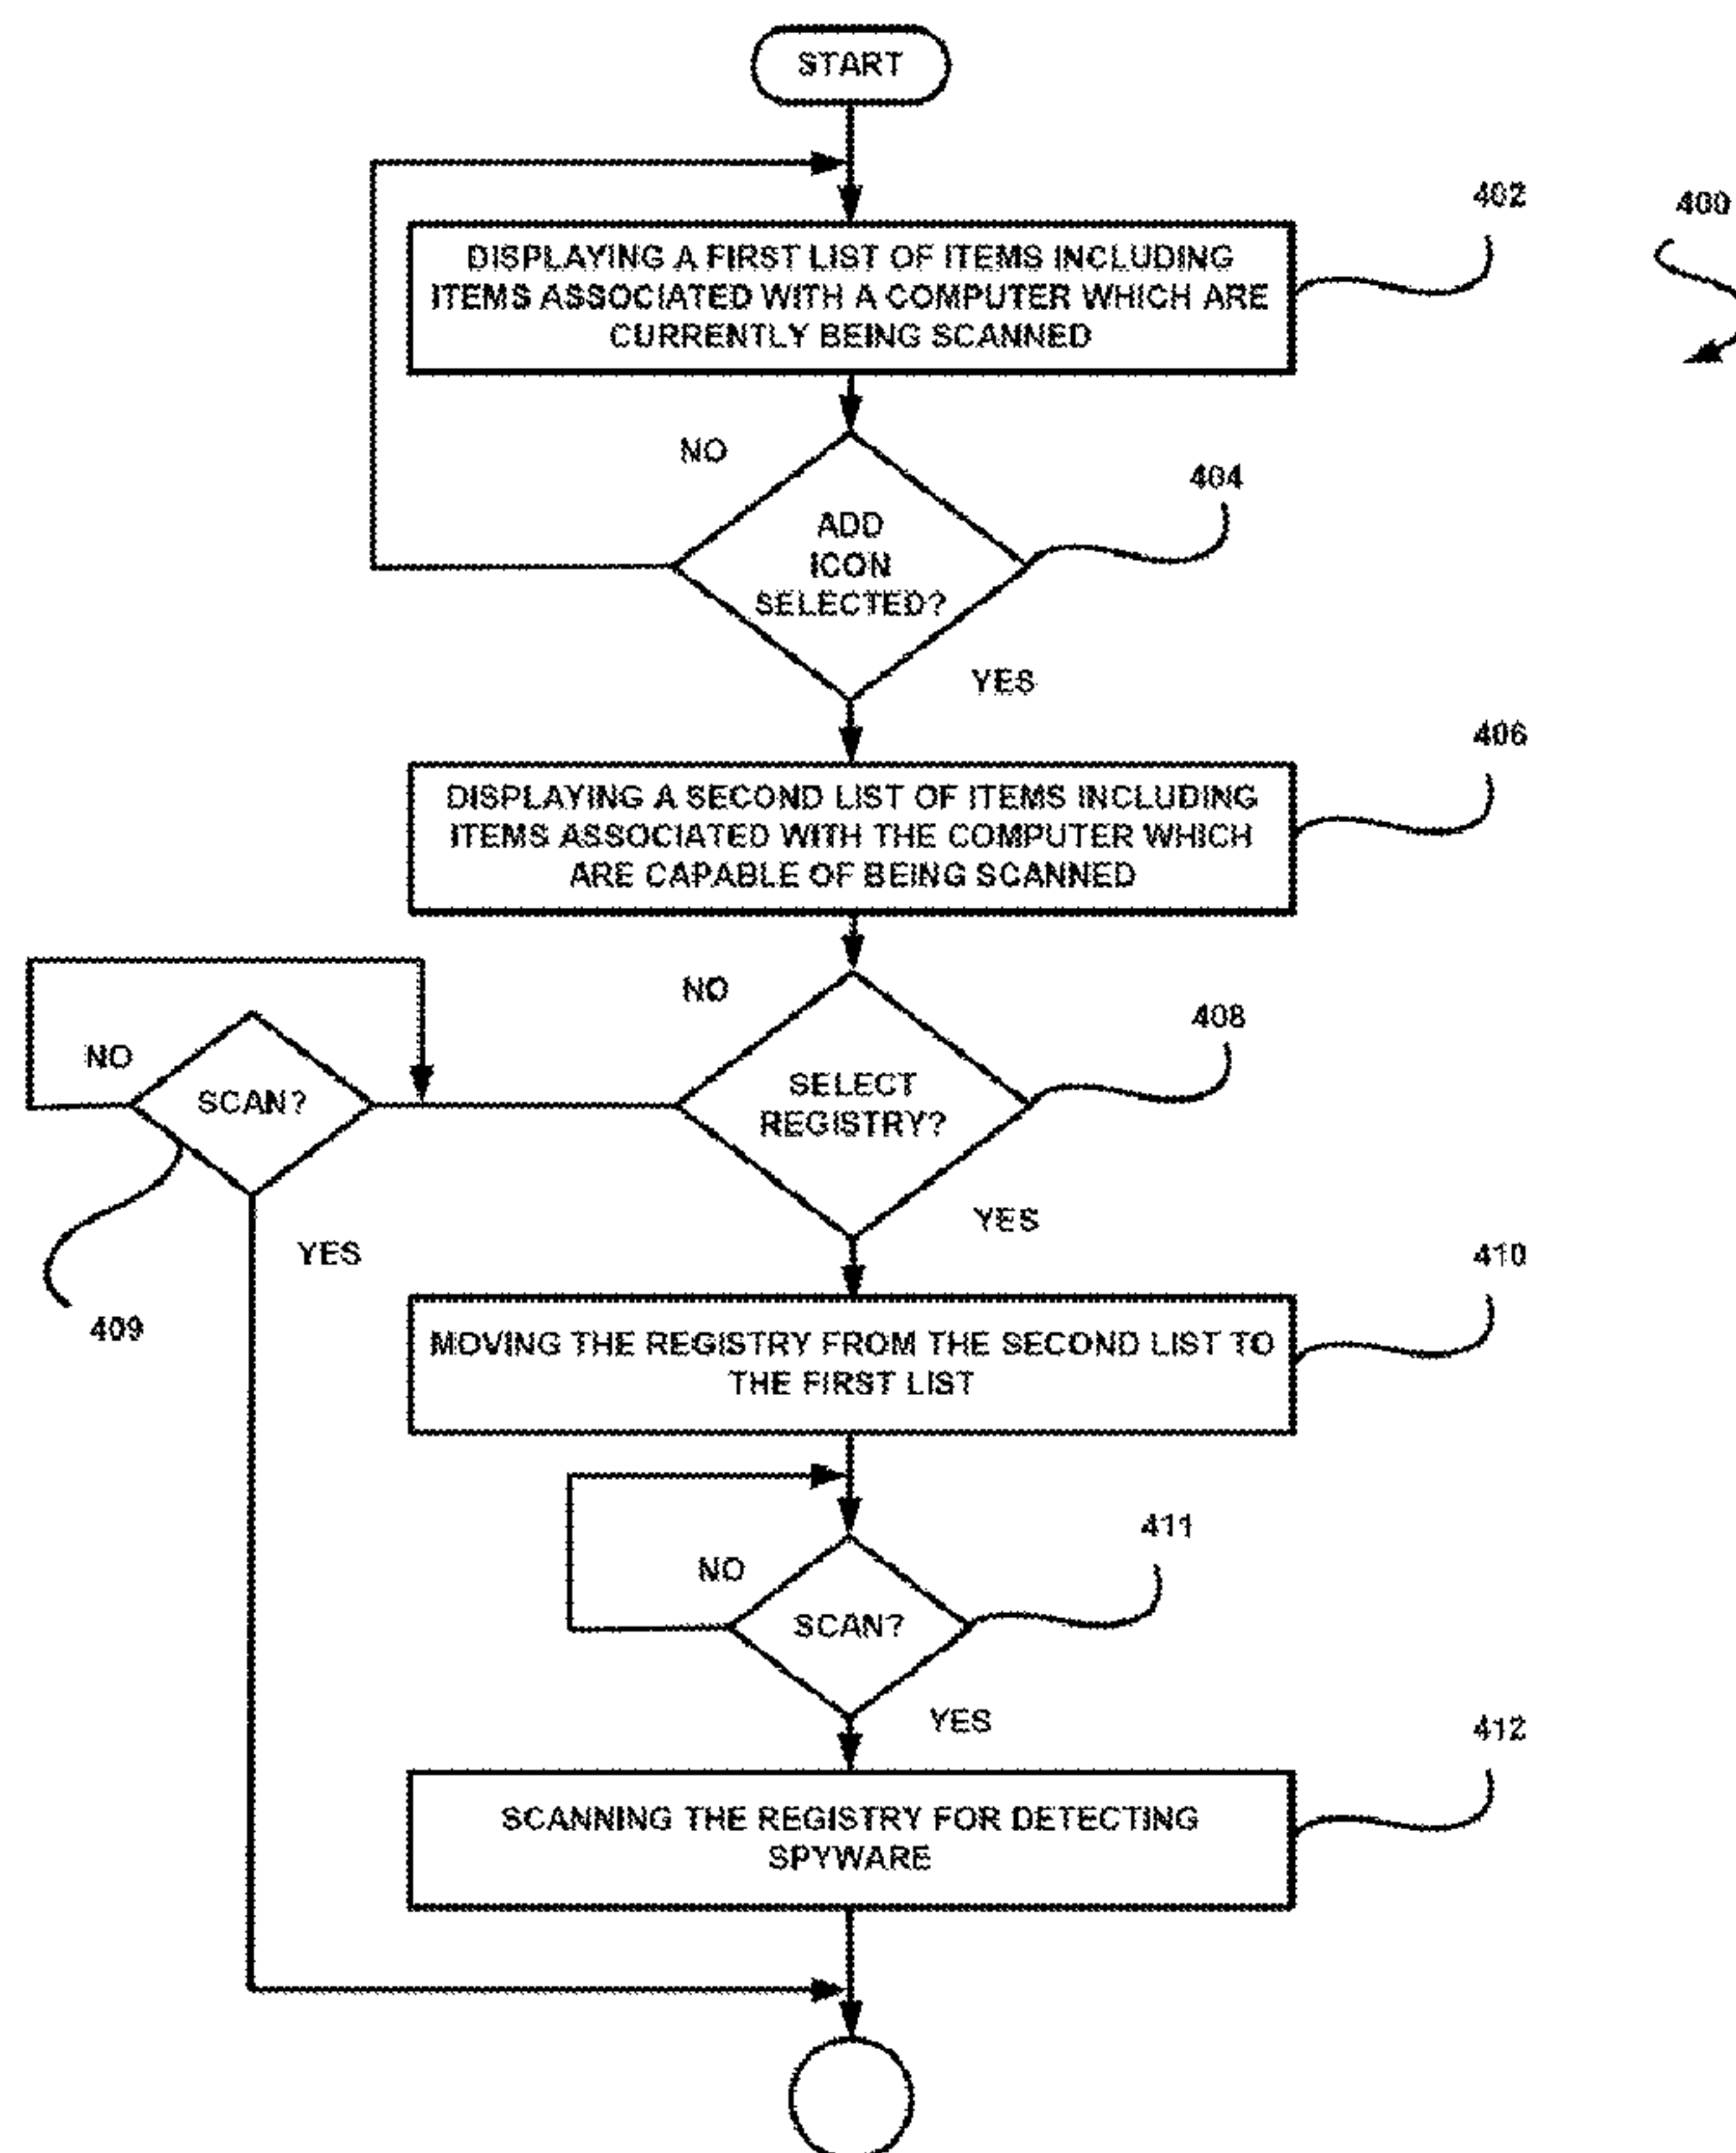 START
402
400
DISPLAYING A FIRST LIST OF ITEMS INCLUDING
ITEMS ASSOCIATED WITH A COMPUTER WHICH ARE
CURRENTLY BEING SCANNED
NO
404
ADD
ICON
SELECTED?
YES
406
DISPLAYING A SECOND LIST OF ITEMS INCLUDING
ITEMS ASSOCIATED WITH THE COMPUTER WHICH
ARE CAPABLE OF BEING SCANNED
NO
408
NO
SCAN?
SELECT
REGISTRY?
YES
YES
409
410
MOVING THE REGISTRY FROM THE SECOND LIST TO
THE FIRST LIST
411
NO
SCAN?
YES
412
SCANNING THE REGISTRY FOR DETECTING
SPYWARE